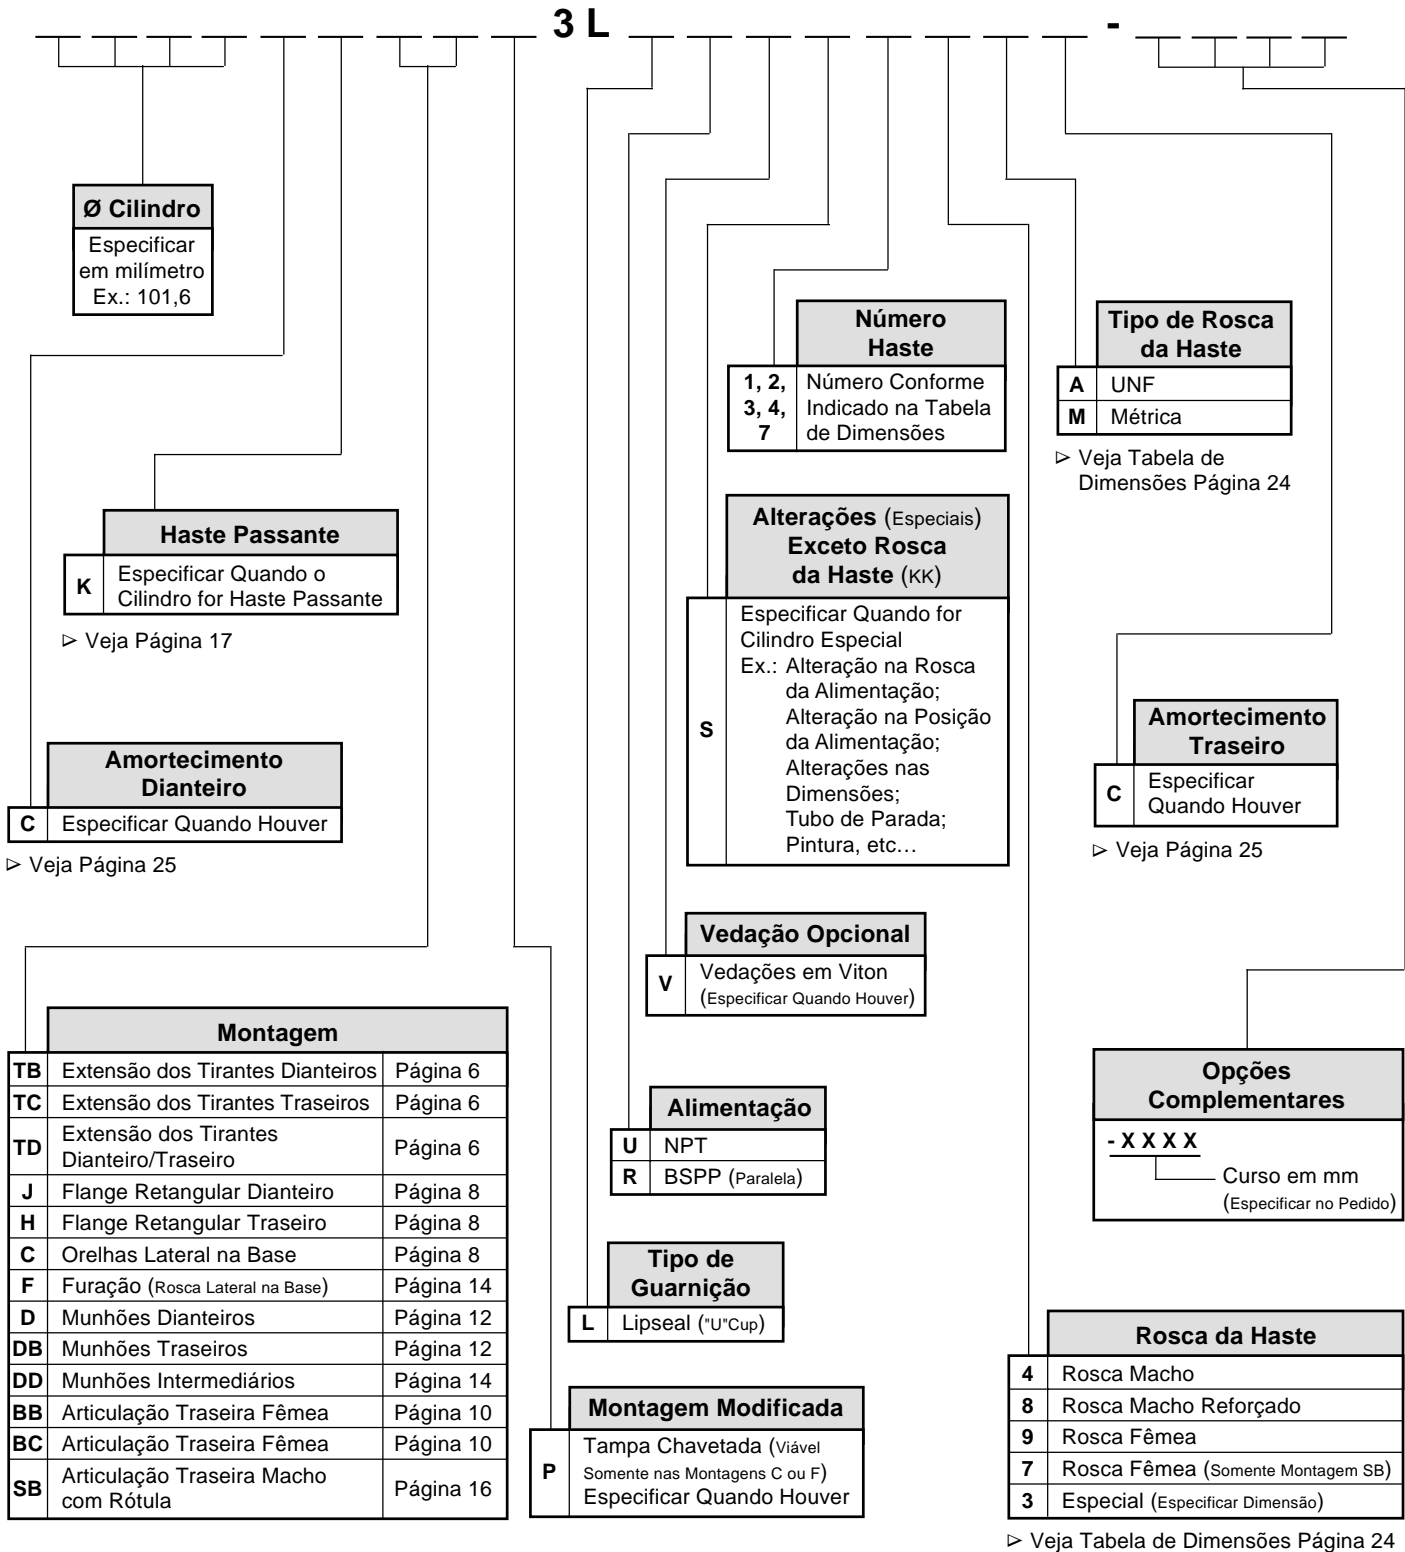 3 L -
Ø Cilindro
Especificar
em milímetro
Ex.: 101,6
Número
Haste
1, 2,
3, 4,
7
Número Conforme
Indicado na Tabela
de Dimensões
Tipo de Rosca
da Haste
A UNF
M Métrica
▷ Veja Tabela de
Dimensões Página 24
Haste Passante
K
Especificar Quando o
Cilindro for Haste Passante
▷ Veja Página 17
Alterações (Especiais)
Exceto Rosca
da Haste (KK)
S
Especificar Quando for
Cilindro Especial
Ex.: Alteração na Rosca
da Alimentação;
Alteração na Posição
da Alimentação;
Alterações nas
Dimensões;
Tubo de Parada;
Pintura, etc…
Amortecimento
Dianteiro
C Especificar Quando Houver
▷ Veja Página 25
Amortecimento
Traseiro
C
Especificar
Quando Houver
▷ Veja Página 25
Vedação Opcional
V
Vedações em Viton
(Especificar Quando Houver)
Montagem
TB Extensão dos Tirantes Dianteiros Página 6
TC Extensão dos Tirantes Traseiros Página 6
TD Extensão dos Tirantes
Dianteiro/Traseiro Página 6
J Flange Retangular Dianteiro Página 8
H Flange Retangular Traseiro Página 8
C Orelhas Lateral na Base Página 8
F Furação (Rosca Lateral na Base) Página 14
D Munhões Dianteiros Página 12
DB Munhões Traseiros Página 12
DD Munhões Intermediários Página 14
BB Articulação Traseira Fêmea Página 10
BC Articulação Traseira Fêmea Página 10
SB Articulação Traseira Macho
com Rótula Página 16
Alimentação
U NPT
R BSPP (Paralela)
Opções
Complementares
- X X X X
Curso em mm
(Especificar no Pedido)
Tipo de
Guarnição
L Lipseal ("U"Cup)
Montagem Modificada
P
Tampa Chavetada (Viável
Somente nas Montagens C ou F)
Especificar Quando Houver
Rosca da Haste
4 Rosca Macho
8 Rosca Macho Reforçado
9 Rosca Fêmea
7 Rosca Fêmea (Somente Montagem SB)
3 Especial (Especificar Dimensão)
▷ Veja Tabela de Dimensões Página 24